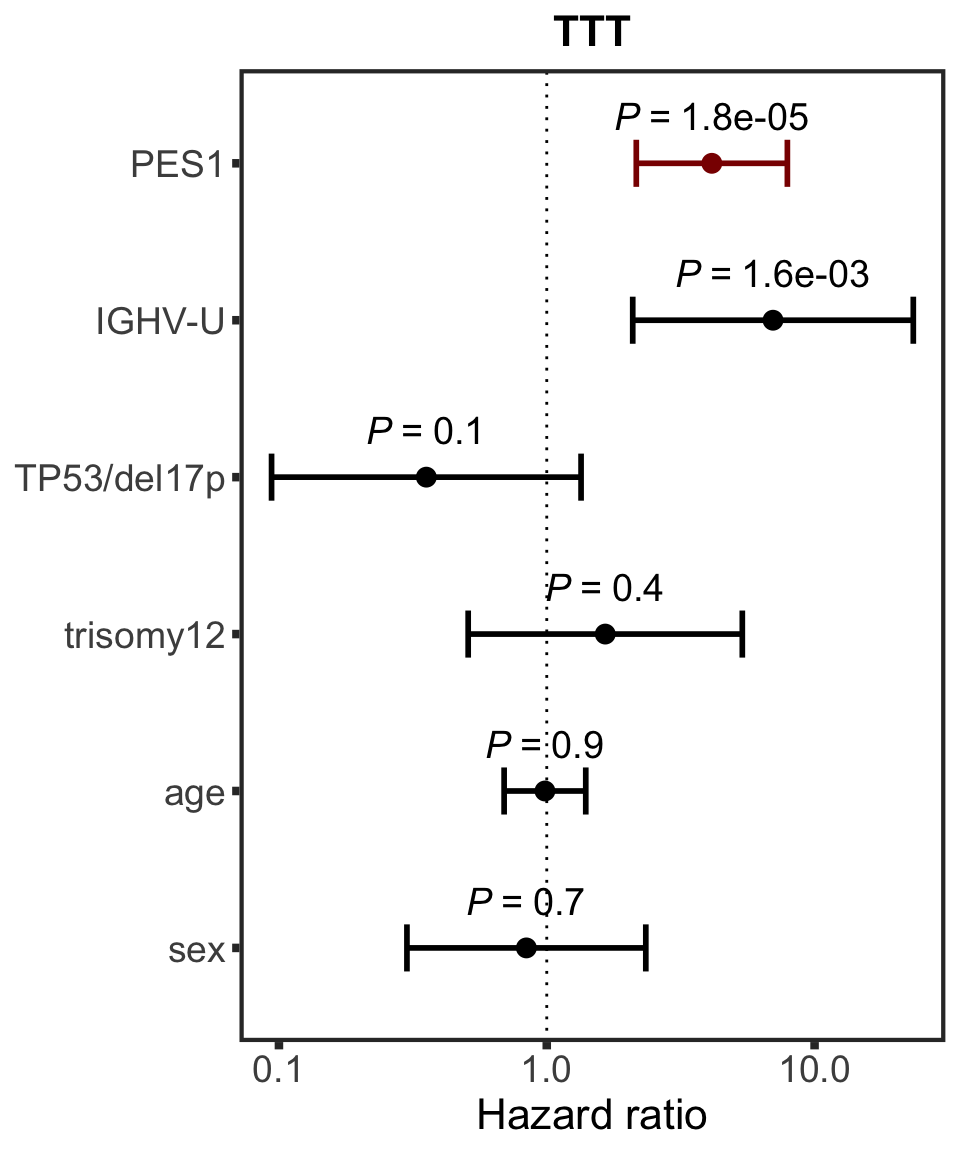 TTT
P = 1.8e-05
PES1
P = 1.6e-03
IGHV-U
P = 0.1
TP53/del17p
P = 0.4
trisomy12
P = 0.9
age
P = 0.7
sex
0.1 1.0 10.0
Hazard ratio